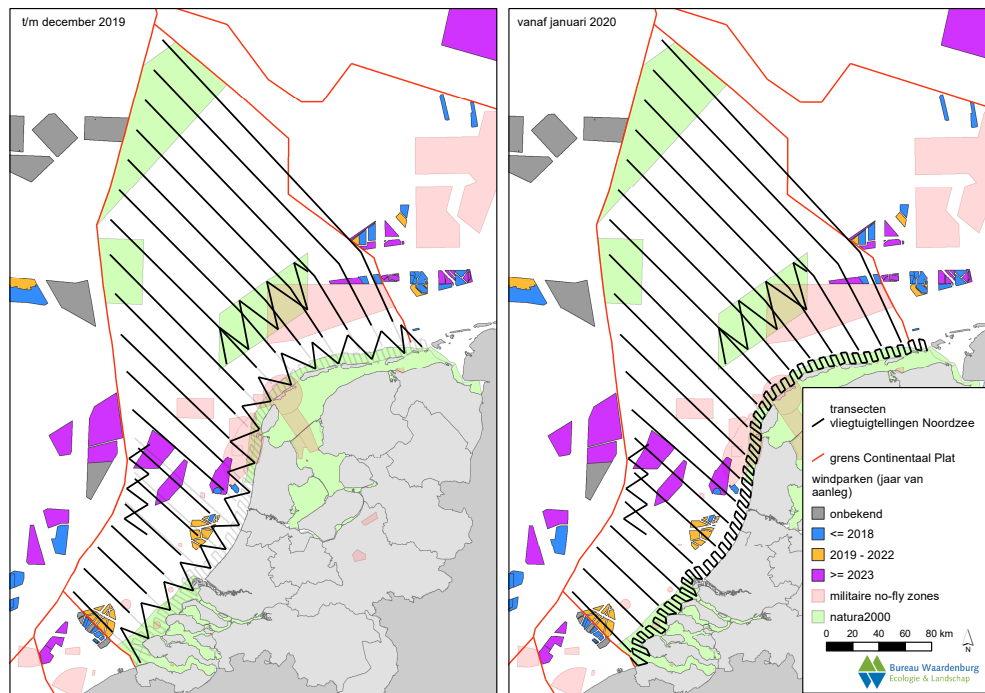 t/m december 2019
vanaf januari 2020
transecten
vliegtuigtellingen Noordzee
grens Continentaal Plat
windparken (jaar van
aanleg)
onbekend
<= 2018
2019 - 2022
>= 2023
militaire no-fly zones
natura2000
0 20 40 60 80 km
N
Bureau Waardenburg
Ecologie & Landschap